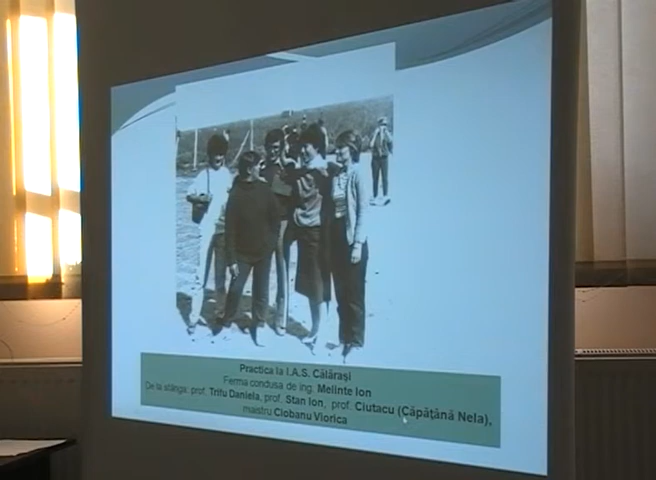 Practica la I.A.S. Călărași
Ferma condusa de ing. Melinte Ion
De la stânga: prof. Trifu Daniela, prof. Stan Ion, prof. Ciutacu (Căpățână Nela),
maistru Ciobanu Viorica